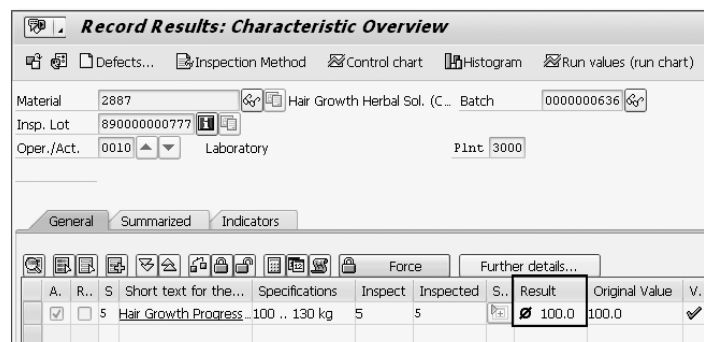 Record Results: Characteristic Overview
Defects... Inspection Method Control chart Histogram Run values (run chart)
Material 2887 Hair Growth Herbal Sol. (C... Batch 0000000636
Insp. Lot 890000000777
Oper./Act. 0010 Laboratory Plnt 3000
General Summarized Indicators
Force Further details...
A. R.. S Short text for the... Specifications Inspect Inspected S.. Result Original Value V.
5 Hair Growth Progress... 100 .. 130 kg 5 5 Ø 100.0 100.0